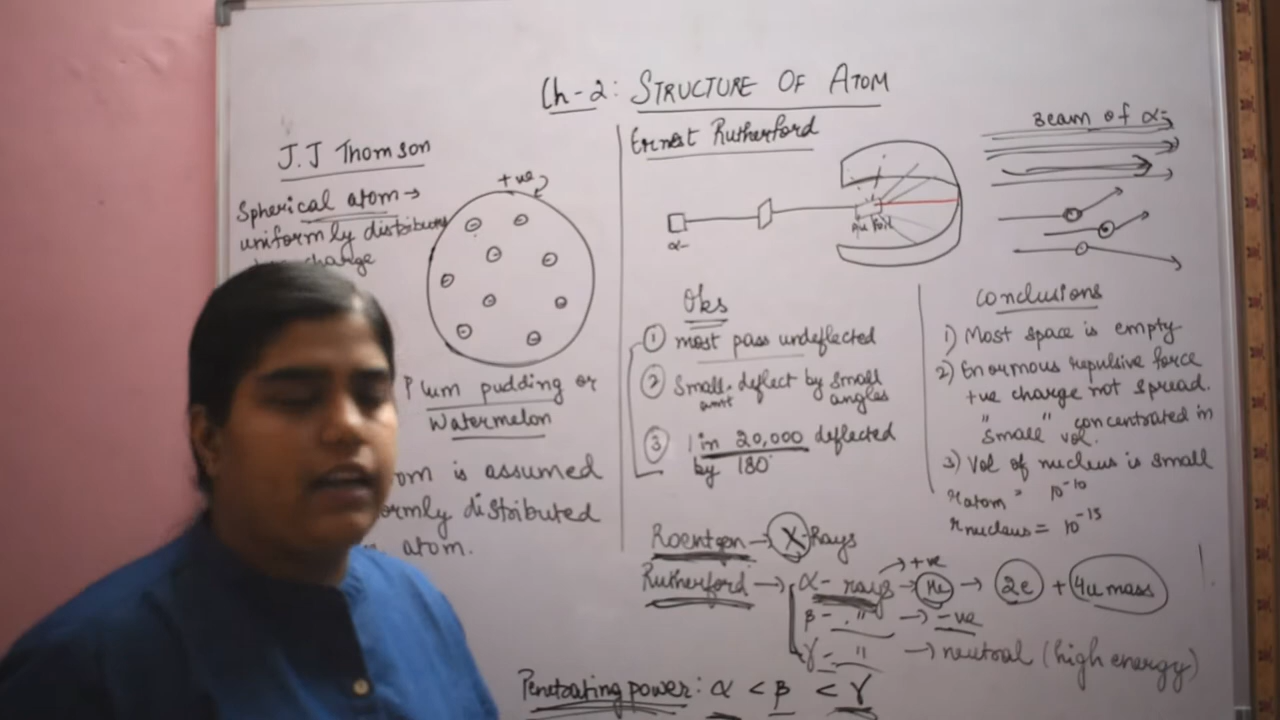 Ch-2: STRUCTURE OF ATOM
J.J Thomson
Spherical atom →
uniformly distributed
charge
+ve
Plum pudding or
Watermelon
om is assumed
ormly distributed
atom.
Ernest Rutherford
α-
Au foil
Obs
① most pass undeflected
② Small deflect by small
amt angles
③ 1 in 20,000 deflected
by 180°
Beam of α-
Conclusions
1) Most space is empty
2) Enormous repulsive force
+ve charge not spread.
" " concentrated in
small vol.
3) Vol of nucleus is small
r atom = 10-10
r nucleus = 10-15
Roentgen → X-Rays
Rutherford → α- rays → He → 2e + 4u mass
+ve
β- " → -ve
γ- " → neutral (high energy)
Penetrating power: α < β < γ